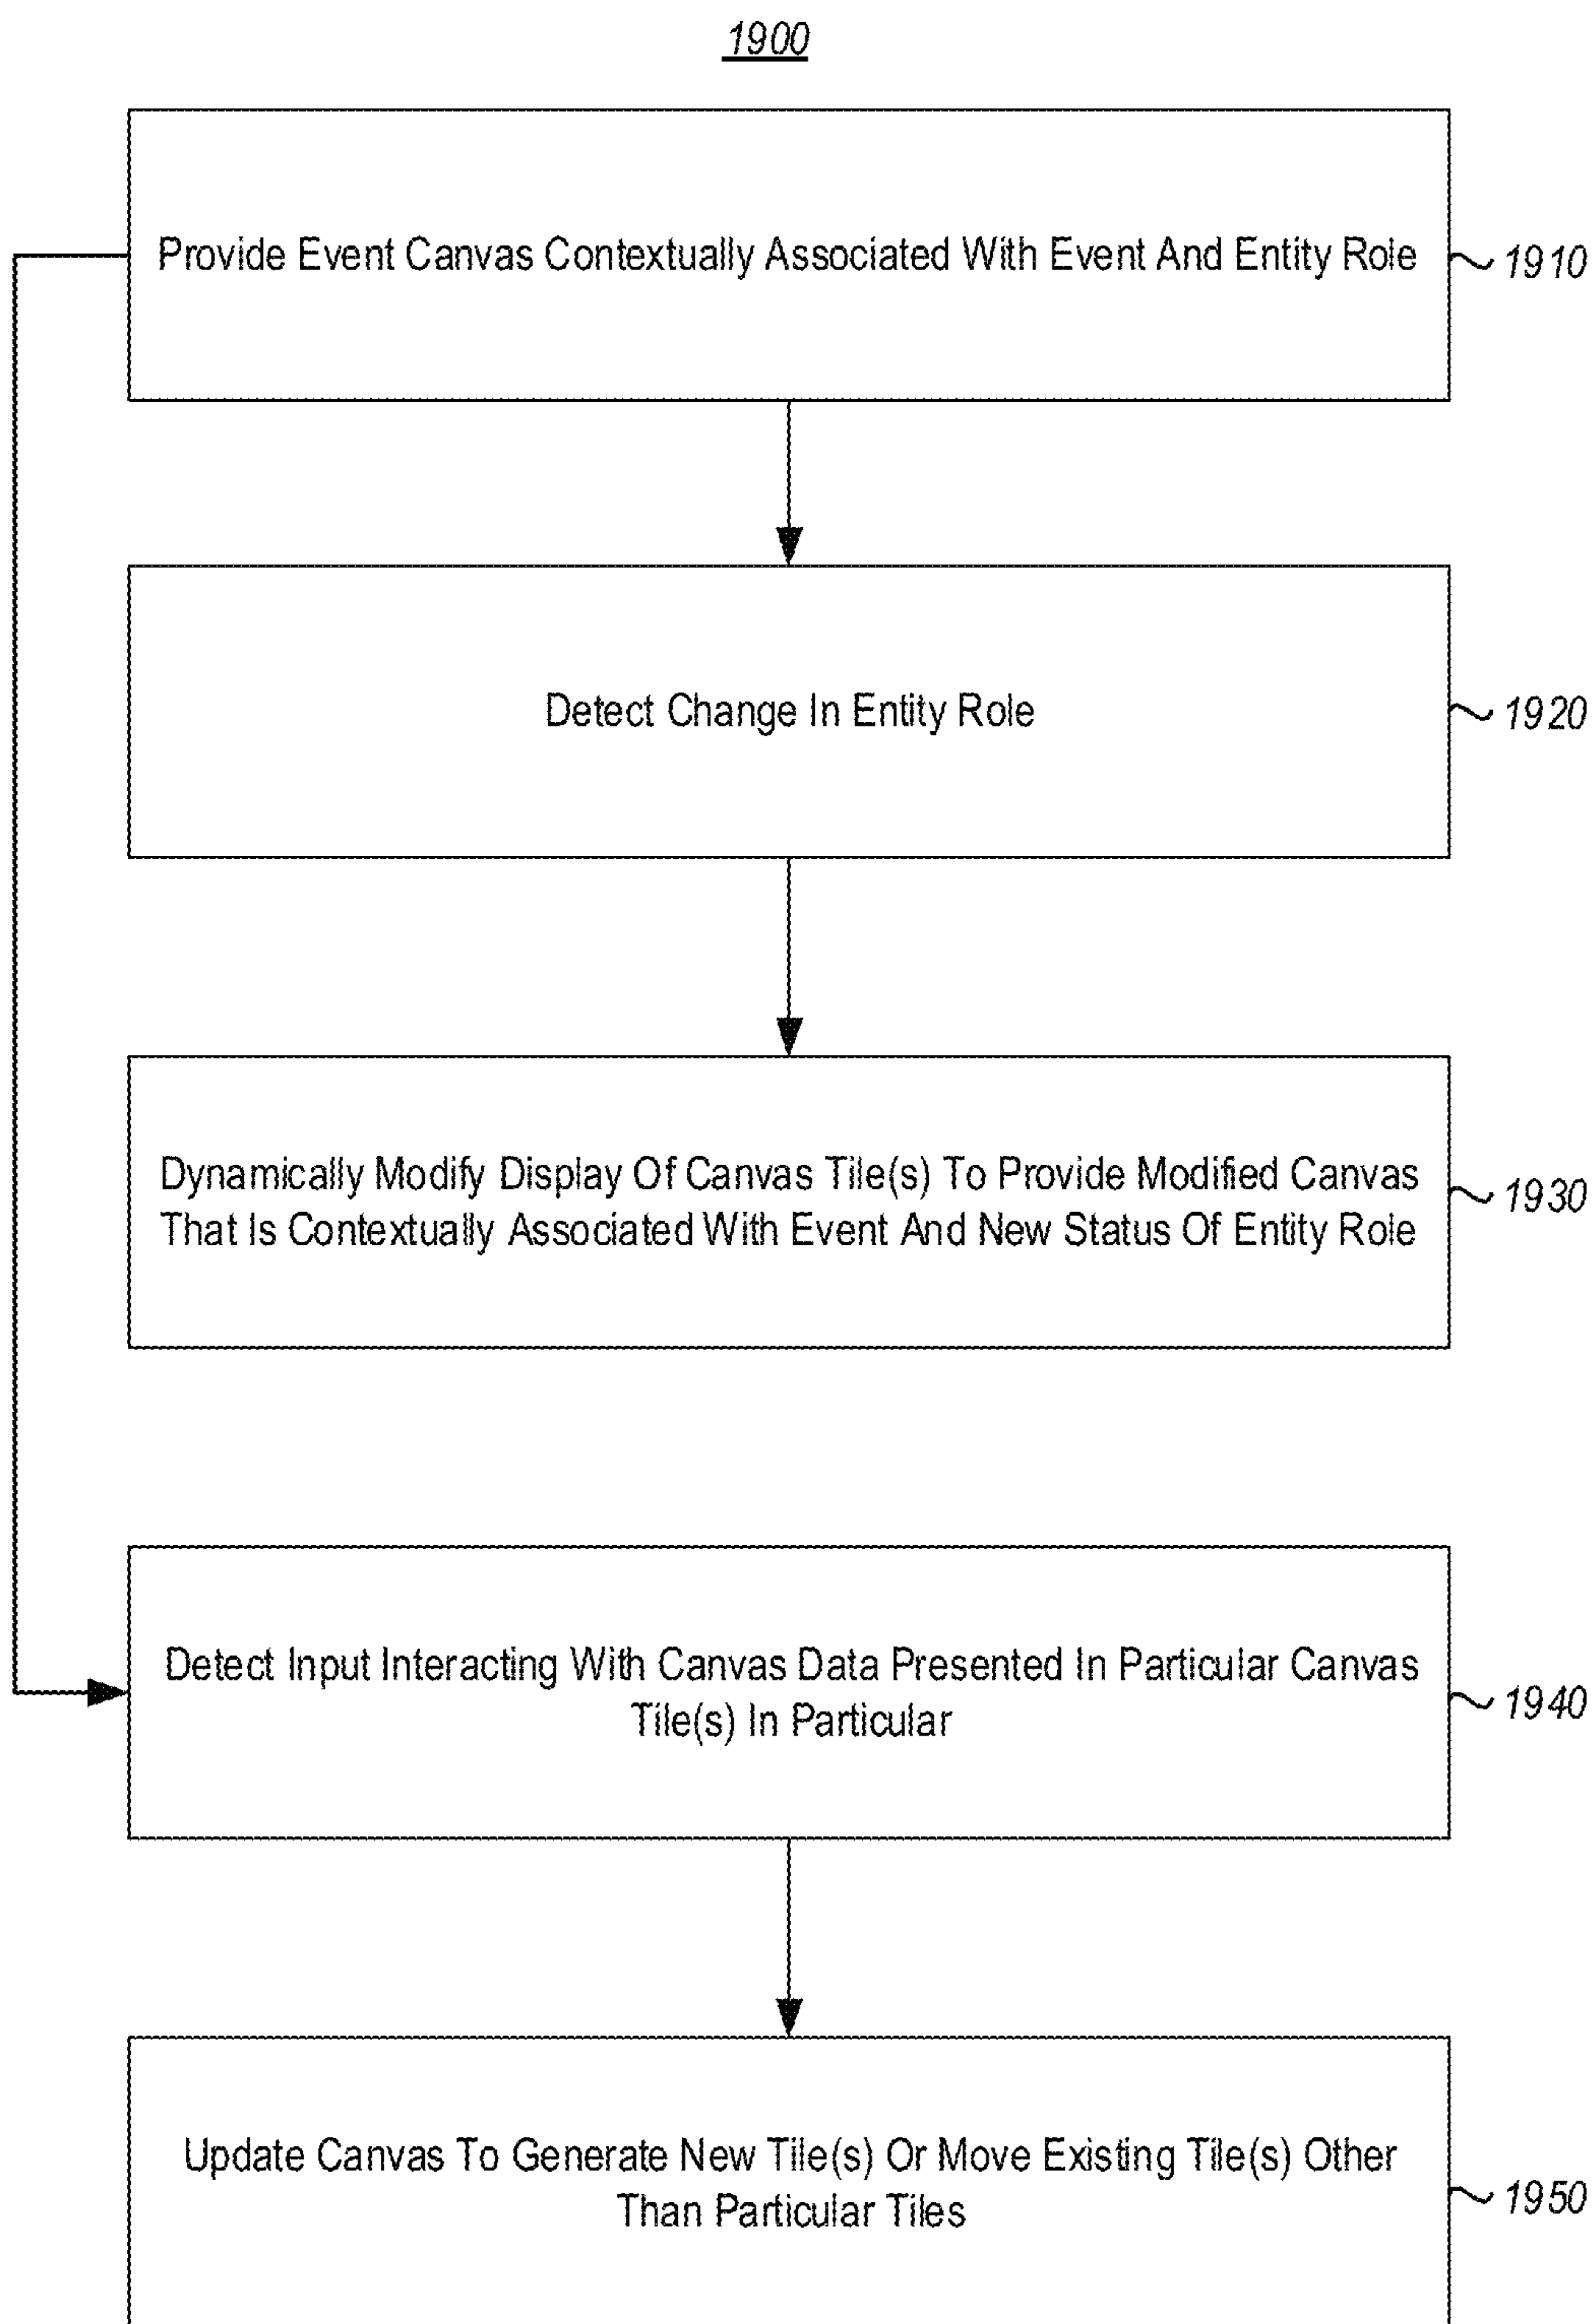 1900
Provide Event Canvas Contextually Associated With Event And Entity Role
1910
Detect Change In Entity Role
1920
Dynamically Modify Display Of Canvas Tile(s) To Provide Modified Canvas
That Is Contextually Associated With Event And New Status Of Entity Role
1930
Detect Input Interacting With Canvas Data Presented In Particular Canvas
Tile(s) In Particular
1940
Update Canvas To Generate New Tile(s) Or Move Existing Tile(s) Other
Than Particular Tiles
1950